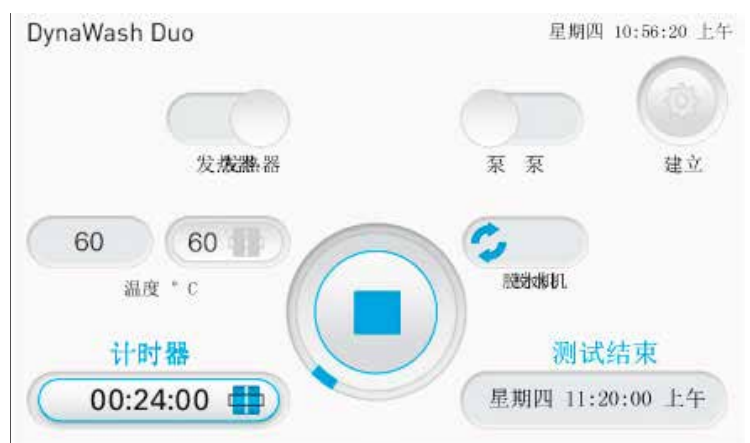 DynaWash Duo
星期四 10:56:20 上午
泵 泵
建立
60
60
温度 ° C
计时器
测试结束
00:24:00
星期四 11:20:00 上午